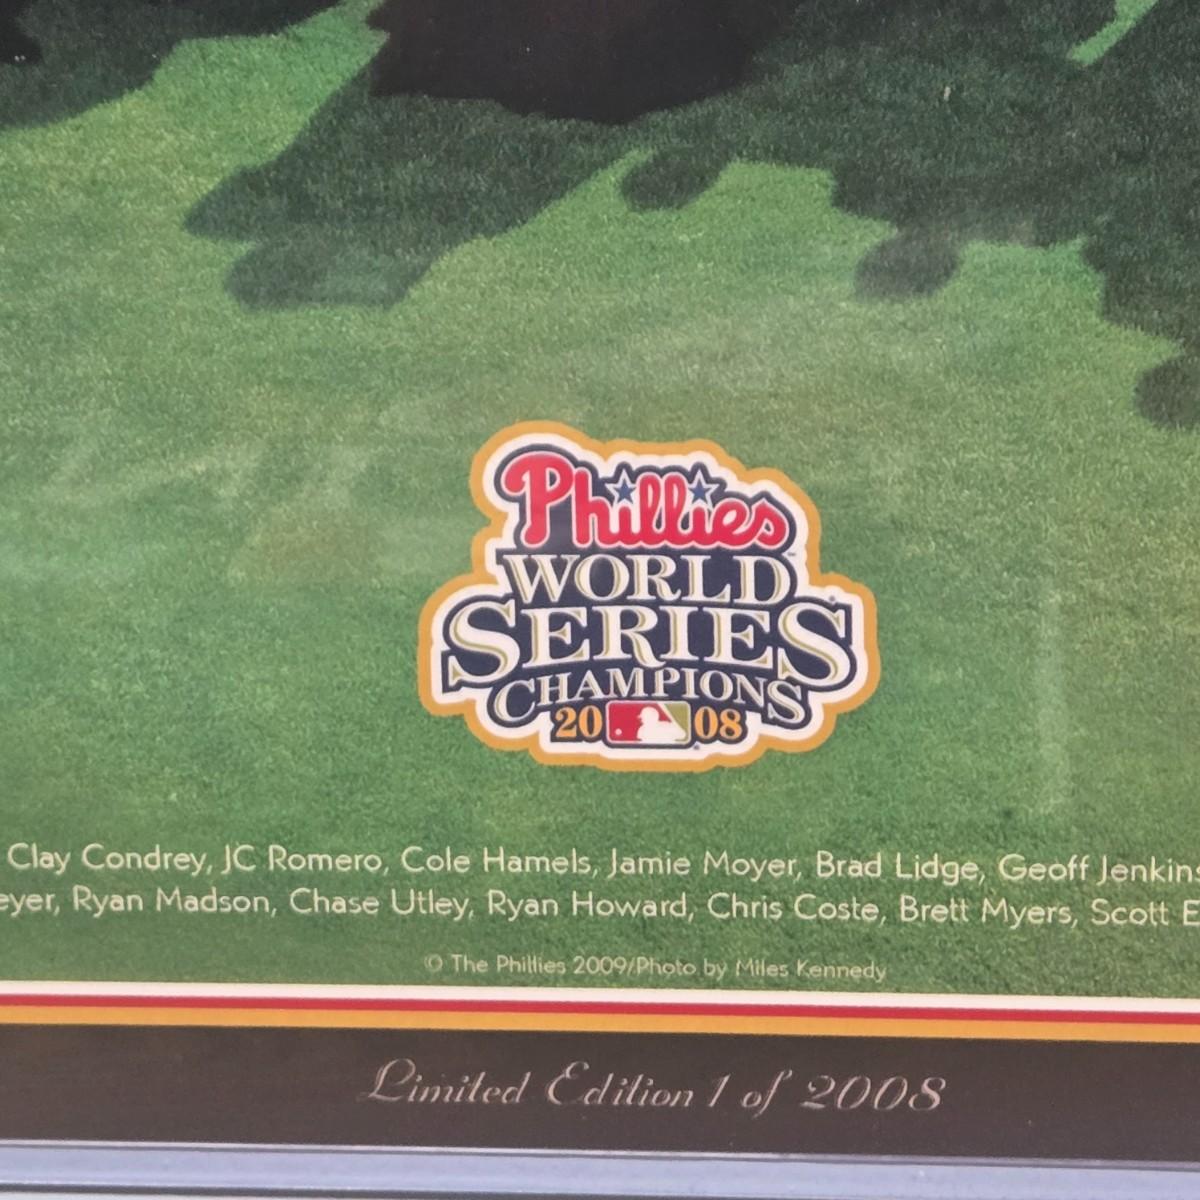 Phillies
WORLD
SERIES
CHAMPIONS
20 08
Clay Condrey, JC Romero, Cole Hamels, Jamie Moyer, Brad Lidge, Geoff Jenkins
eyer, Ryan Madson, Chase Utley, Ryan Howard, Chris Coste, Brett Myers, Scott E
© The Phillies 2009/Photo by Miles Kennedy
Limited Edition 1 of 2008